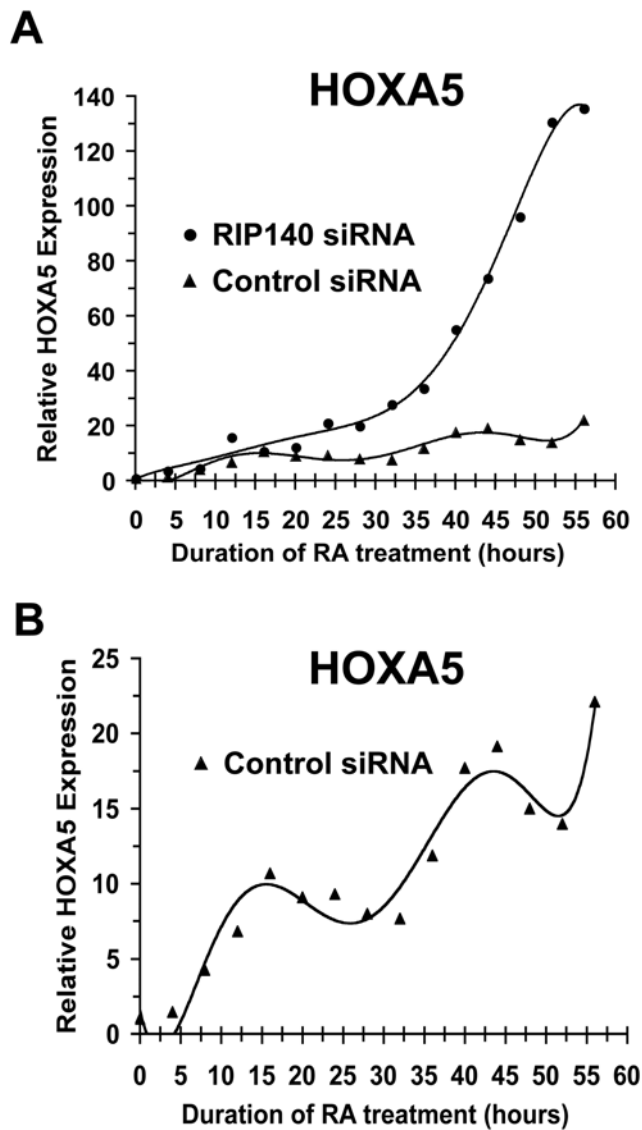 A
HOXA5
Relative HOXA5 Expression
140
120
100
80
60
40
20
0
RIP140 siRNA
Control siRNA
0 5 10 15 20 25 30 35 40 45 50 55 60
Duration of RA treatment (hours)
B
HOXA5
Relative HOXA5 Expression
25
20
15
10
5
0
Control siRNA
0 5 10 15 20 25 30 35 40 45 50 55 60
Duration of RA treatment (hours)